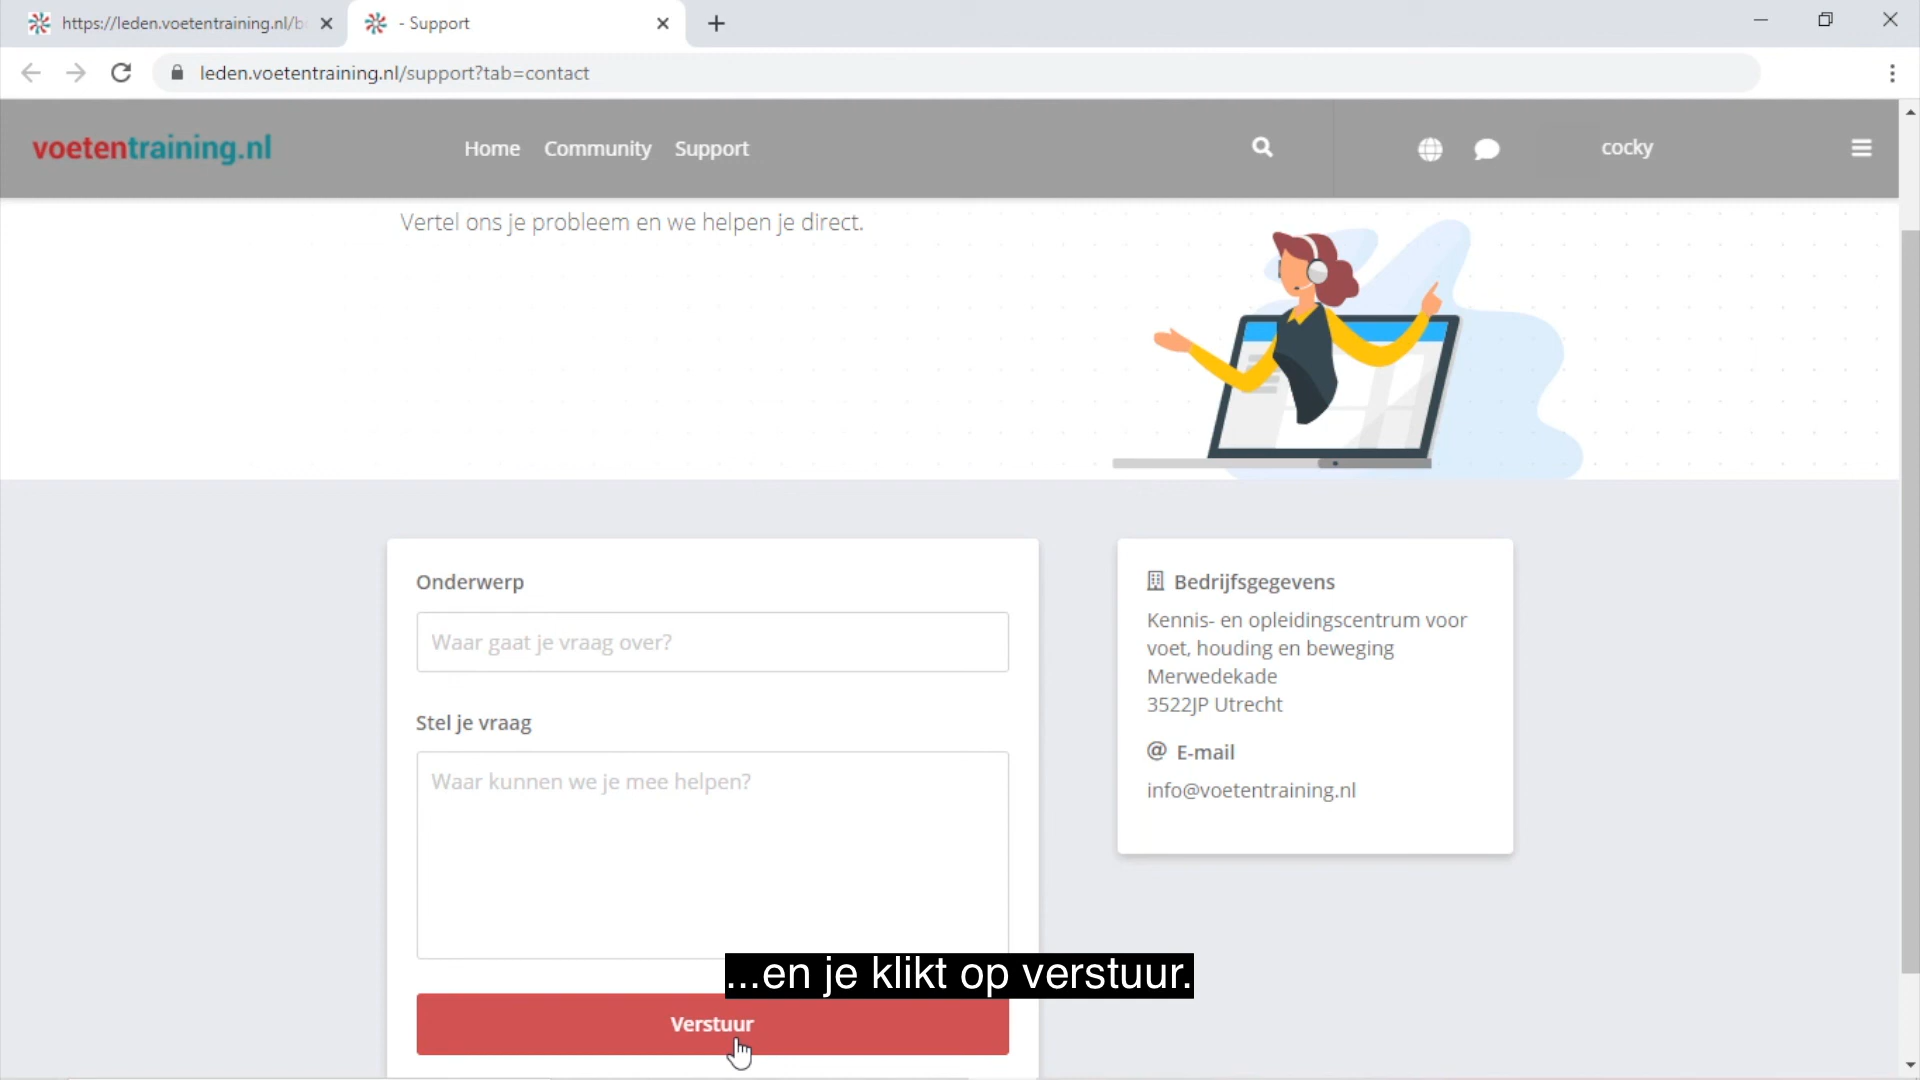 https://leden.voetentraining.nl/b
- Support
leden.voetentraining.nl/support?tab=contact
voetentraining.nl
Home
Community
Support
cocky
Vertel ons je probleem en we helpen je direct.
Onderwerp
Waar gaat je vraag over?
Stel je vraag
Waar kunnen we je mee helpen?
...en je klikt op verstuur.
Verstuur
Bedrijfsgegevens
Kennis- en opleidingscentrum voor
voet, houding en beweging
Merwedekade
3522JP Utrecht
@ E-mail
info@voetentraining.nl